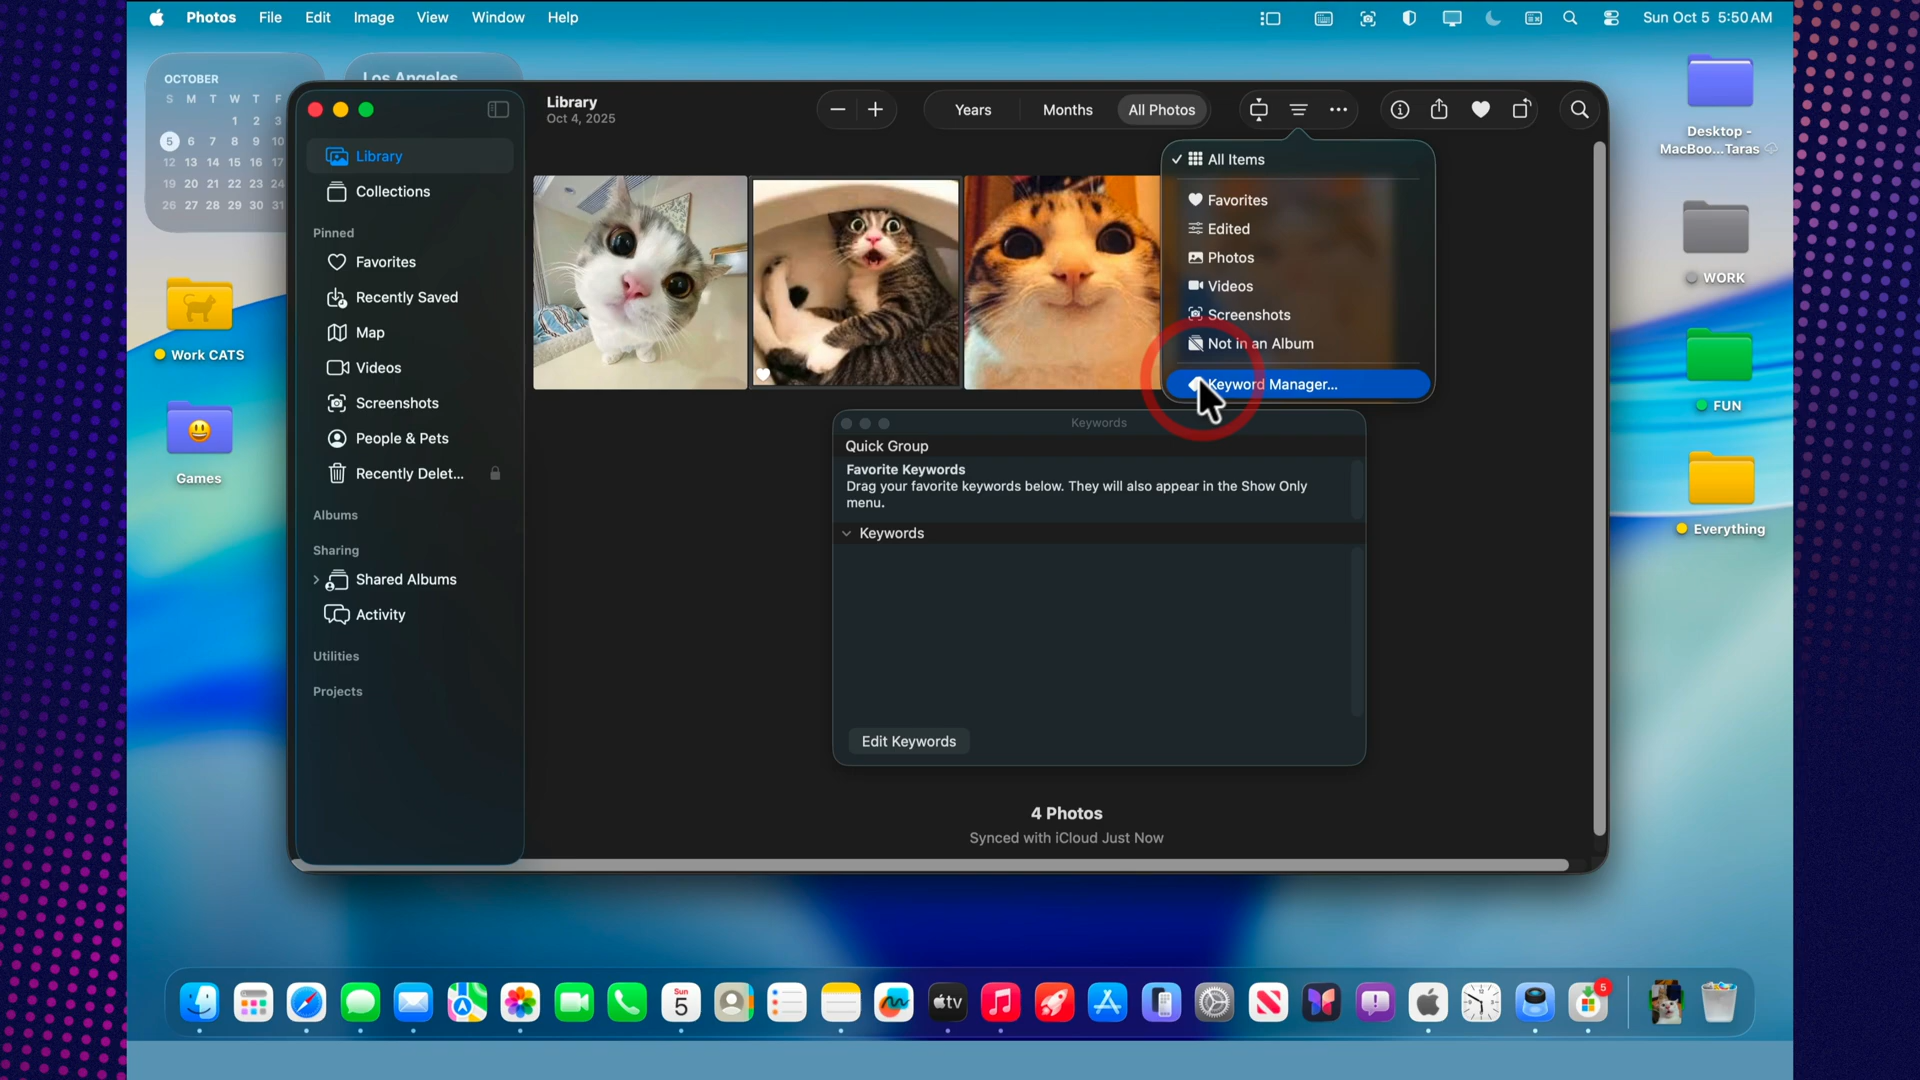 Photos File Edit Image View Window Help
Sun Oct 5 5:50 AM
OCTOBER
S M T W T F
1 2 3
5 6 7 8 9 10
12 13 14 15 16 17
19 20 21 22 23 24
26 27 28 29 30 31
Los Angeles
Work CATS
Games
Library
Oct 4, 2025
Years Months All Photos
Library
Collections
Pinned
Favorites
Recently Saved
Map
Videos
Screenshots
People & Pets
Recently Delet...
Albums
Sharing
Shared Albums
Activity
Utilities
Projects
All Items
Favorites
Edited
Photos
Videos
Screenshots
Not in an Album
Keyword Manager...
Keywords
Quick Group
Favorite Keywords
Drag your favorite keywords below. They will also appear in the Show Only
menu.
Keywords
Edit Keywords
4 Photos
Synced with iCloud Just Now
Desktop -
MacBoo...Taras
WORK
FUN
Everything
Sun
5
tv
5